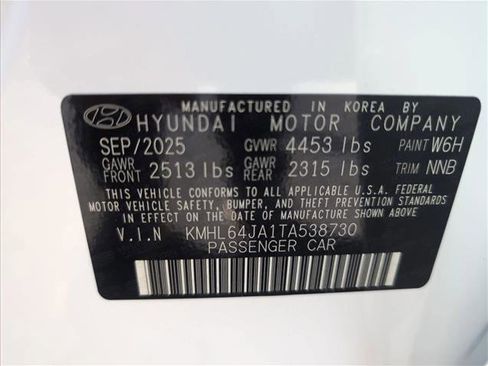 MANUFACTURED IN KOREA BY
HYUNDAI MOTOR COMPANY
SEP/2025 GVWR 4453 lbs PAINT W6H
GAWR FRONT 2513 lbs GAWR REAR 2315 lbs TRIM NNB
THIS VEHICLE CONFORMS TO ALL APPLICABLE U.S.A. FEDERAL
MOTOR VEHICLE SAFETY, BUMPER, AND THEFT PREVENTION STANDARDS
IN EFFECT ON THE DATE OF MANUFACTURE SHOWN ABOVE.
V.I.N KMHL64JA1TA538730
PASSENGER CAR